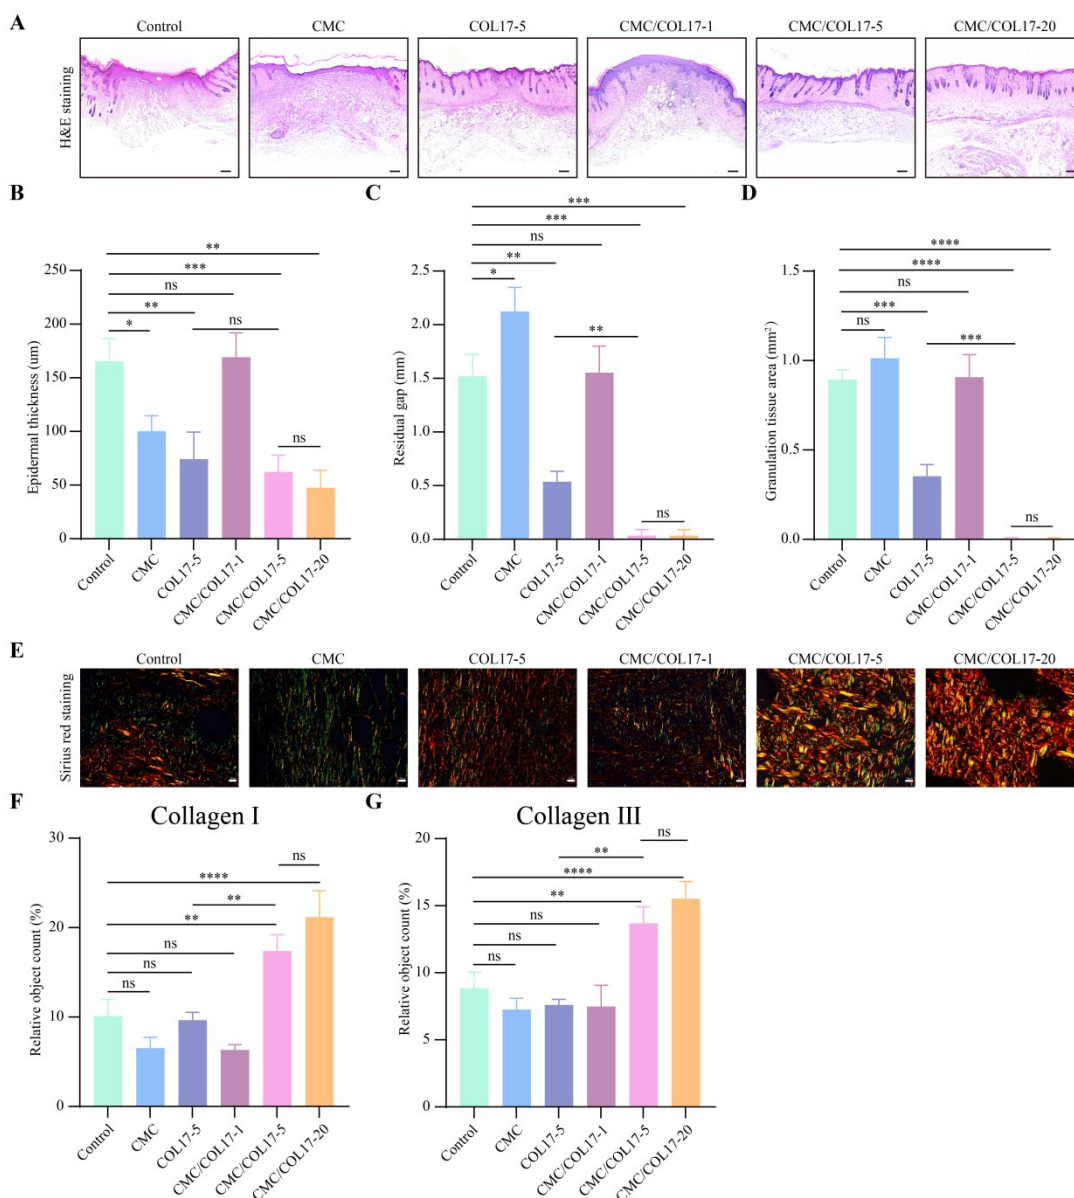 A
Control
CMC
COL17-5
CMC/COL17-1
CMC/COL17-5
CMC/COL17-20
H&E staining
B
C
D
Epidermal thickness (um)
250
200
150
100
50
0
**
***
ns
**
*
ns
ns
Control
CMC
COL17-5
CMC/COL17-1
CMC/COL17-5
CMC/COL17-20
Residual gap (mm)
2.5
2.0
1.5
1.0
0.5
0.0
***
***
ns
**
*
**
ns
Control
CMC
COL17-5
CMC/COL17-1
CMC/COL17-5
CMC/COL17-20
Granulation tissue area (mm²)
1.5
1.0
0.5
0.0
****
****
ns
***
ns
***
ns
Control
CMC
COL17-5
CMC/COL17-1
CMC/COL17-5
CMC/COL17-20
E
Control
CMC
COL17-5
CMC/COL17-1
CMC/COL17-5
CMC/COL17-20
Sirius red staining
F
Collagen I
G
Collagen III
Relative object count (%)
30
20
10
0
ns
****
**
**
ns
ns
ns
Control
CMC
COL17-5
CMC/COL17-1
CMC/COL17-5
CMC/COL17-20
Relative object count (%)
20
15
10
5
0
ns
**
****
**
ns
ns
ns
Control
CMC
COL17-5
CMC/COL17-1
CMC/COL17-5
CMC/COL17-20